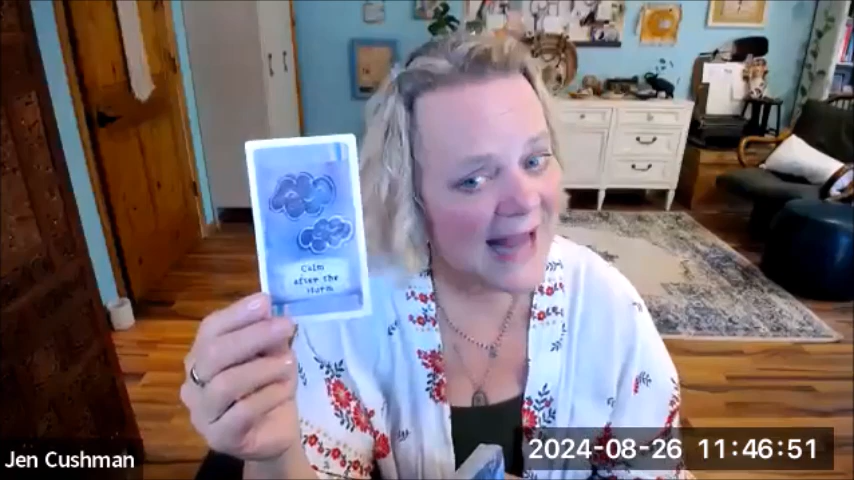 Calm
after the
storm
Jen Cushman
2024-08-26 11:46:51